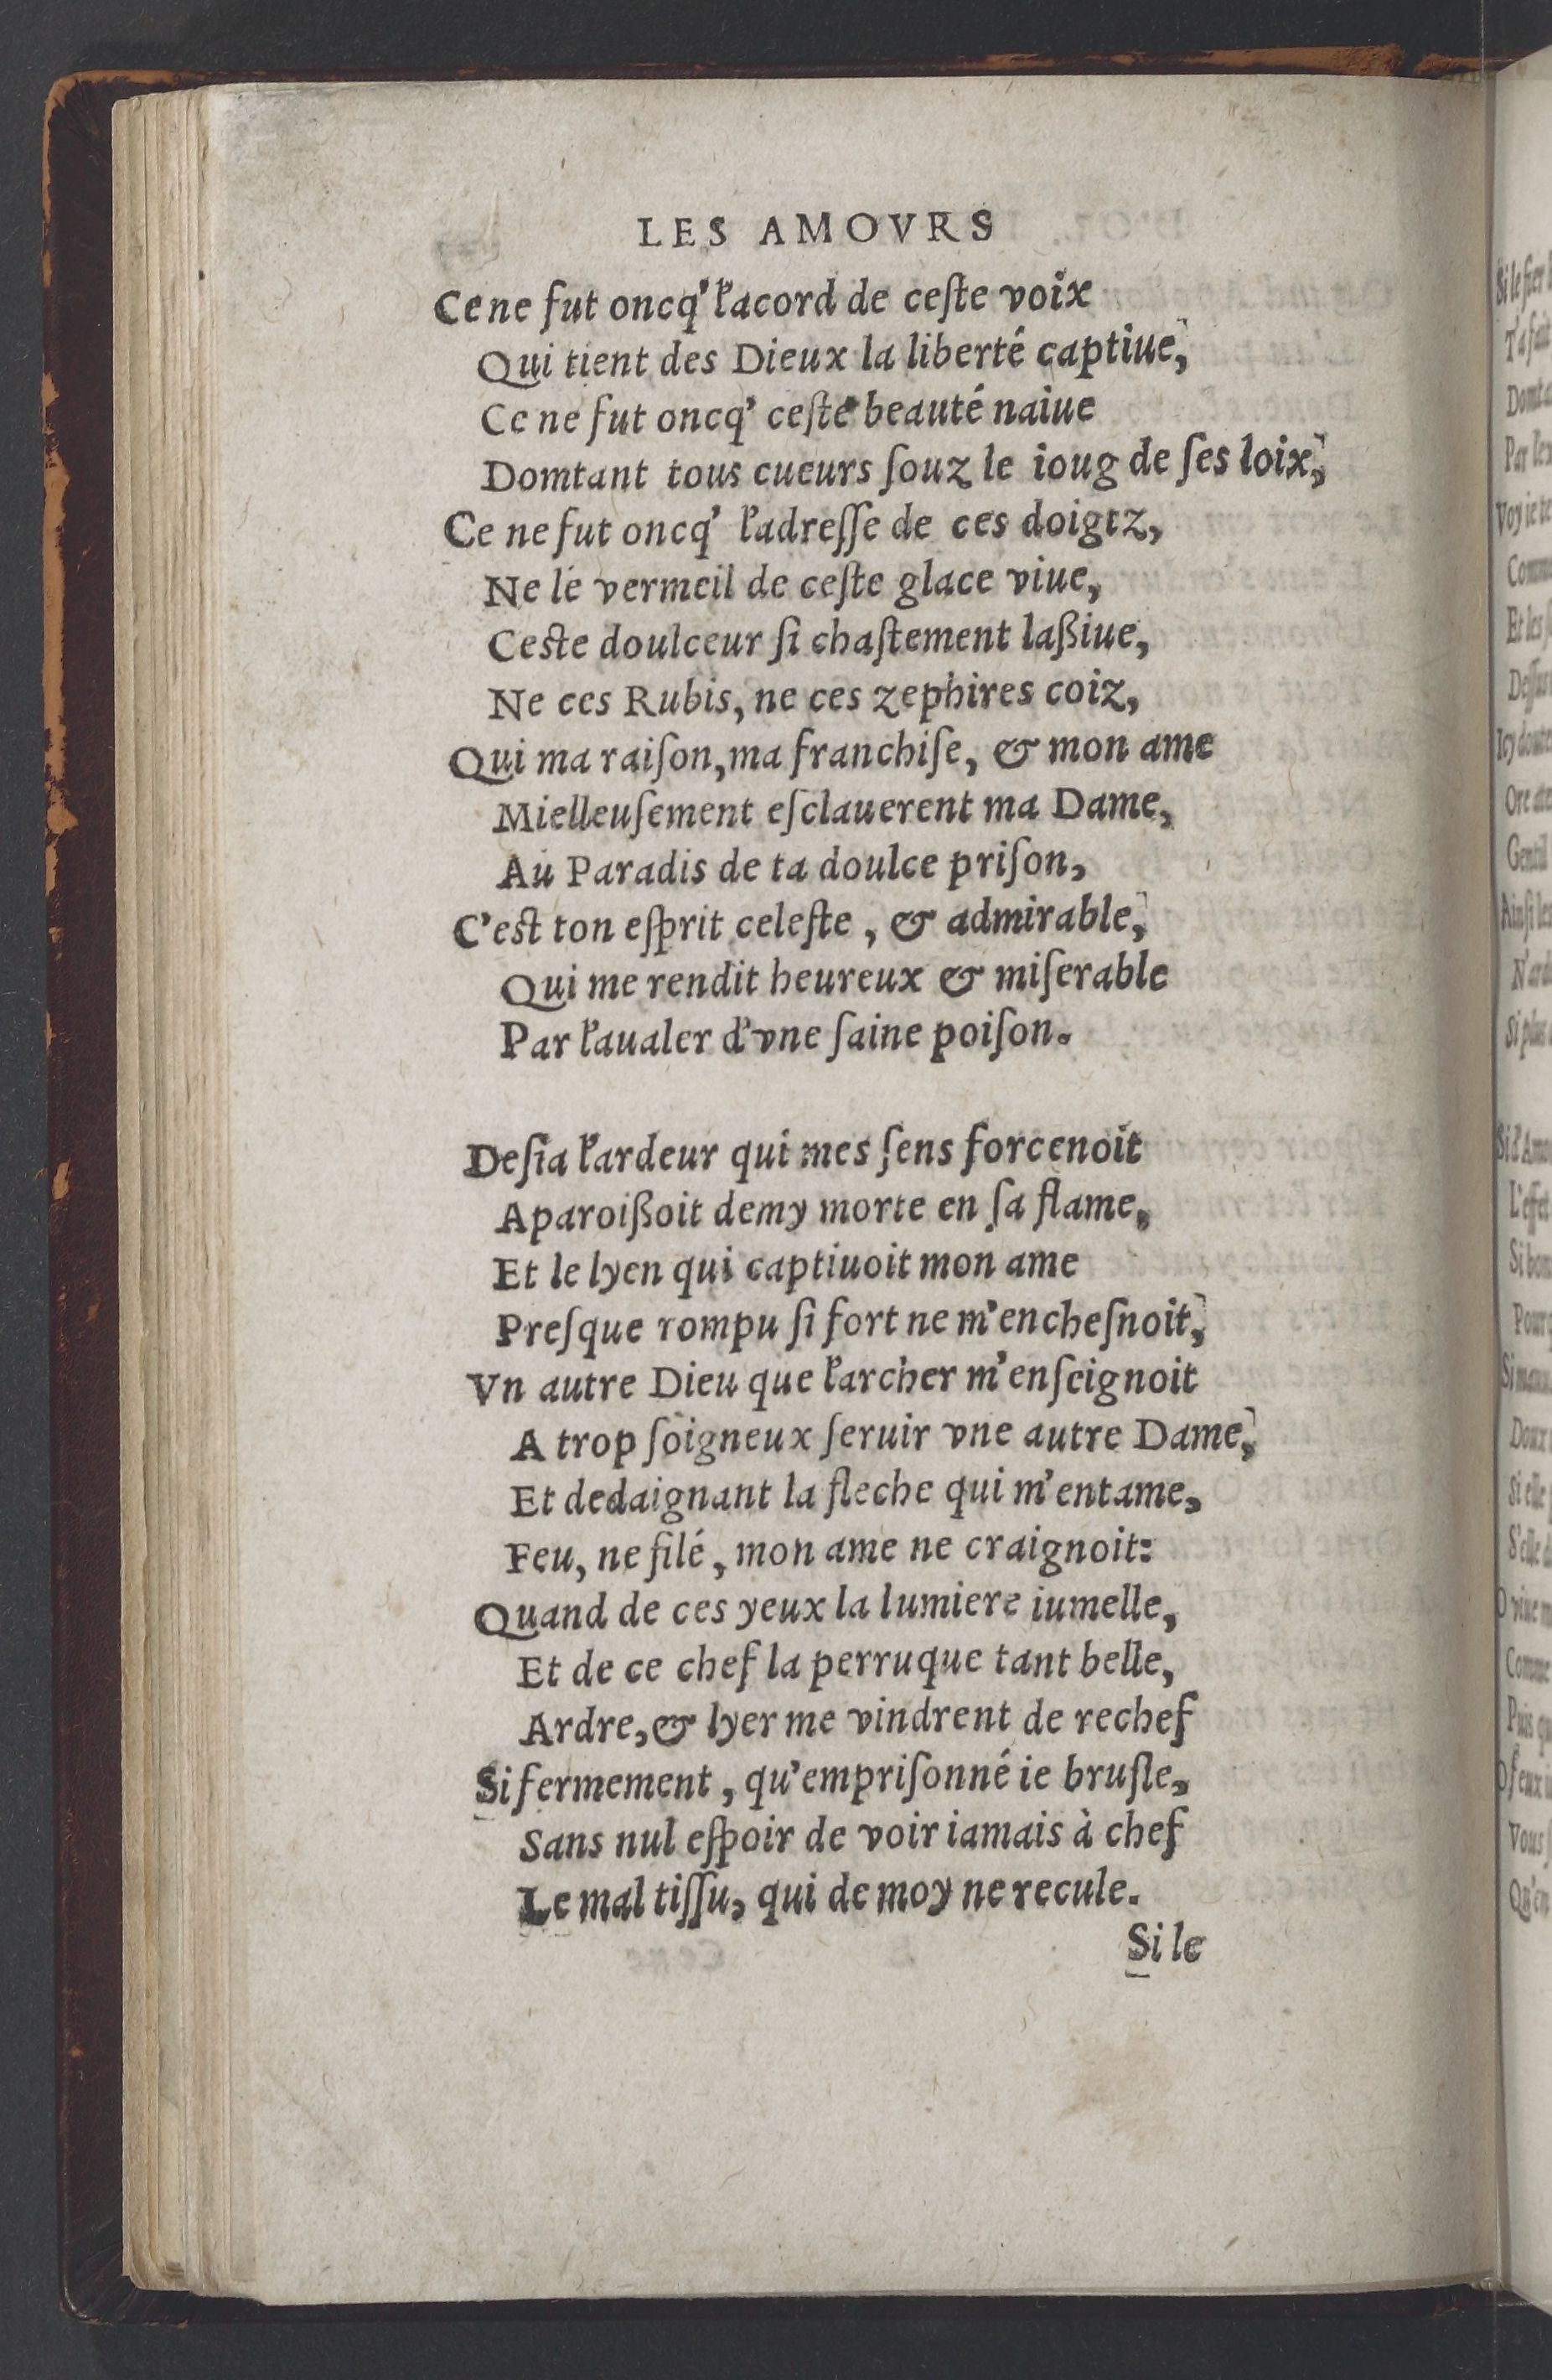 LES AMOVRS
Ce ne fut oncq' l'acord de ceſte voix
Qui tient des Dieux la liberté captiue,
Ce ne fut oncq' ceſte beauté naiue
Domtant tous cueurs ſouz le ioug de ſes loix,
Ce ne fut oncq' l'adreſſe de ces doigtz,
Ne le vermeil de ceſte glace viue,
Ceſte doulceur ſi chaſtement laßiue,
Ne ces Rubis, ne ces zephires coiz,
Qui ma raiſon, ma franchiſe, & mon ame
Mielleuſement eſclauerent ma Dame,
Au Paradis de ta doulce priſon,
C'eſt ton eſprit celeſte, & admirable,
Qui me rendit heureux & miſerable
Par l'aualer d'vne ſaine poiſon.
Deſia l'ardeur qui mes ſens forcenoit
Aparoißoit demy morte en ſa flame,
Et le lyen qui captiuoit mon ame
Preſque rompu ſi fort ne m'encheſnoit,
Vn autre Dieu que l'archer m'enſeignoit
A trop ſoigneux ſeruir vne autre Dame,
Et dedaignant la fleche qui m'entame,
Feu, ne filé, mon ame ne craignoit:
Quand de ces yeux la lumiere iumelle,
Et de ce chef la perruque tant belle,
Ardre, & lyer me vindrent de rechef
Si fermement, qu'empriſonné ie bruſle,
Sans nul eſpoir de voir iamais à chef
Le mal tiſſu, qui de moy ne recule.
Si le